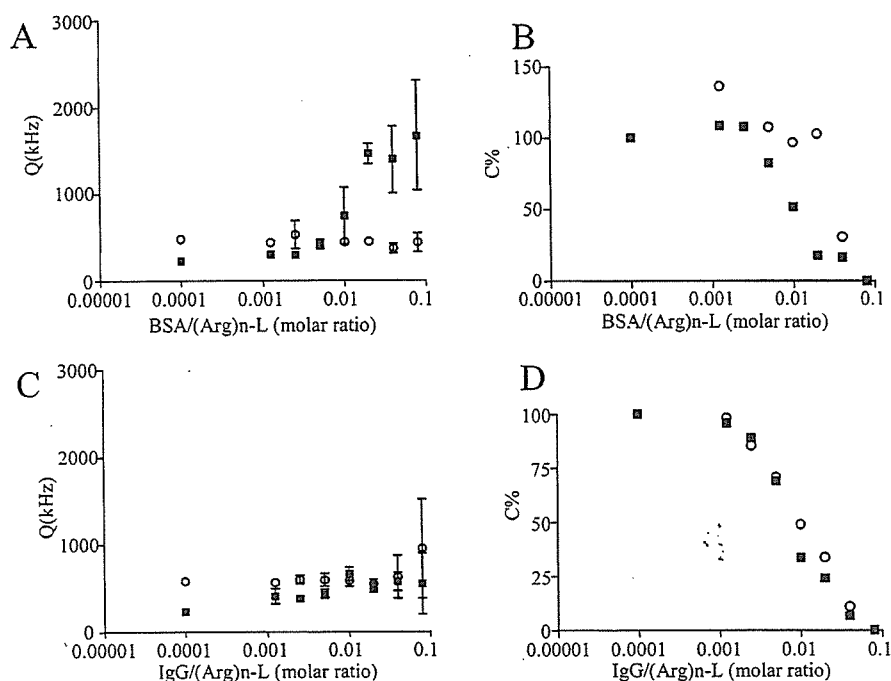 A
Q(kHz)
3000
2000
1000
0
0.00001 0.0001 0.001 0.01 0.1
BSA/(Arg)n-L (molar ratio)
B
C%
150
100
50
0
0.00001 0.0001 0.001 0.01 0.1
BSA/(Arg)n-L (molar ratio)
C
Q(kHz)
3000
2000
1000
0
0.00001 0.0001 0.001 0.01 0.1
IgG/(Arg)n-L (molar ratio)
D
C%
100
75
50
25
0
0.00001 0.0001 0.001 0.01 0.1
IgG/(Arg)n-L (molar ratio)